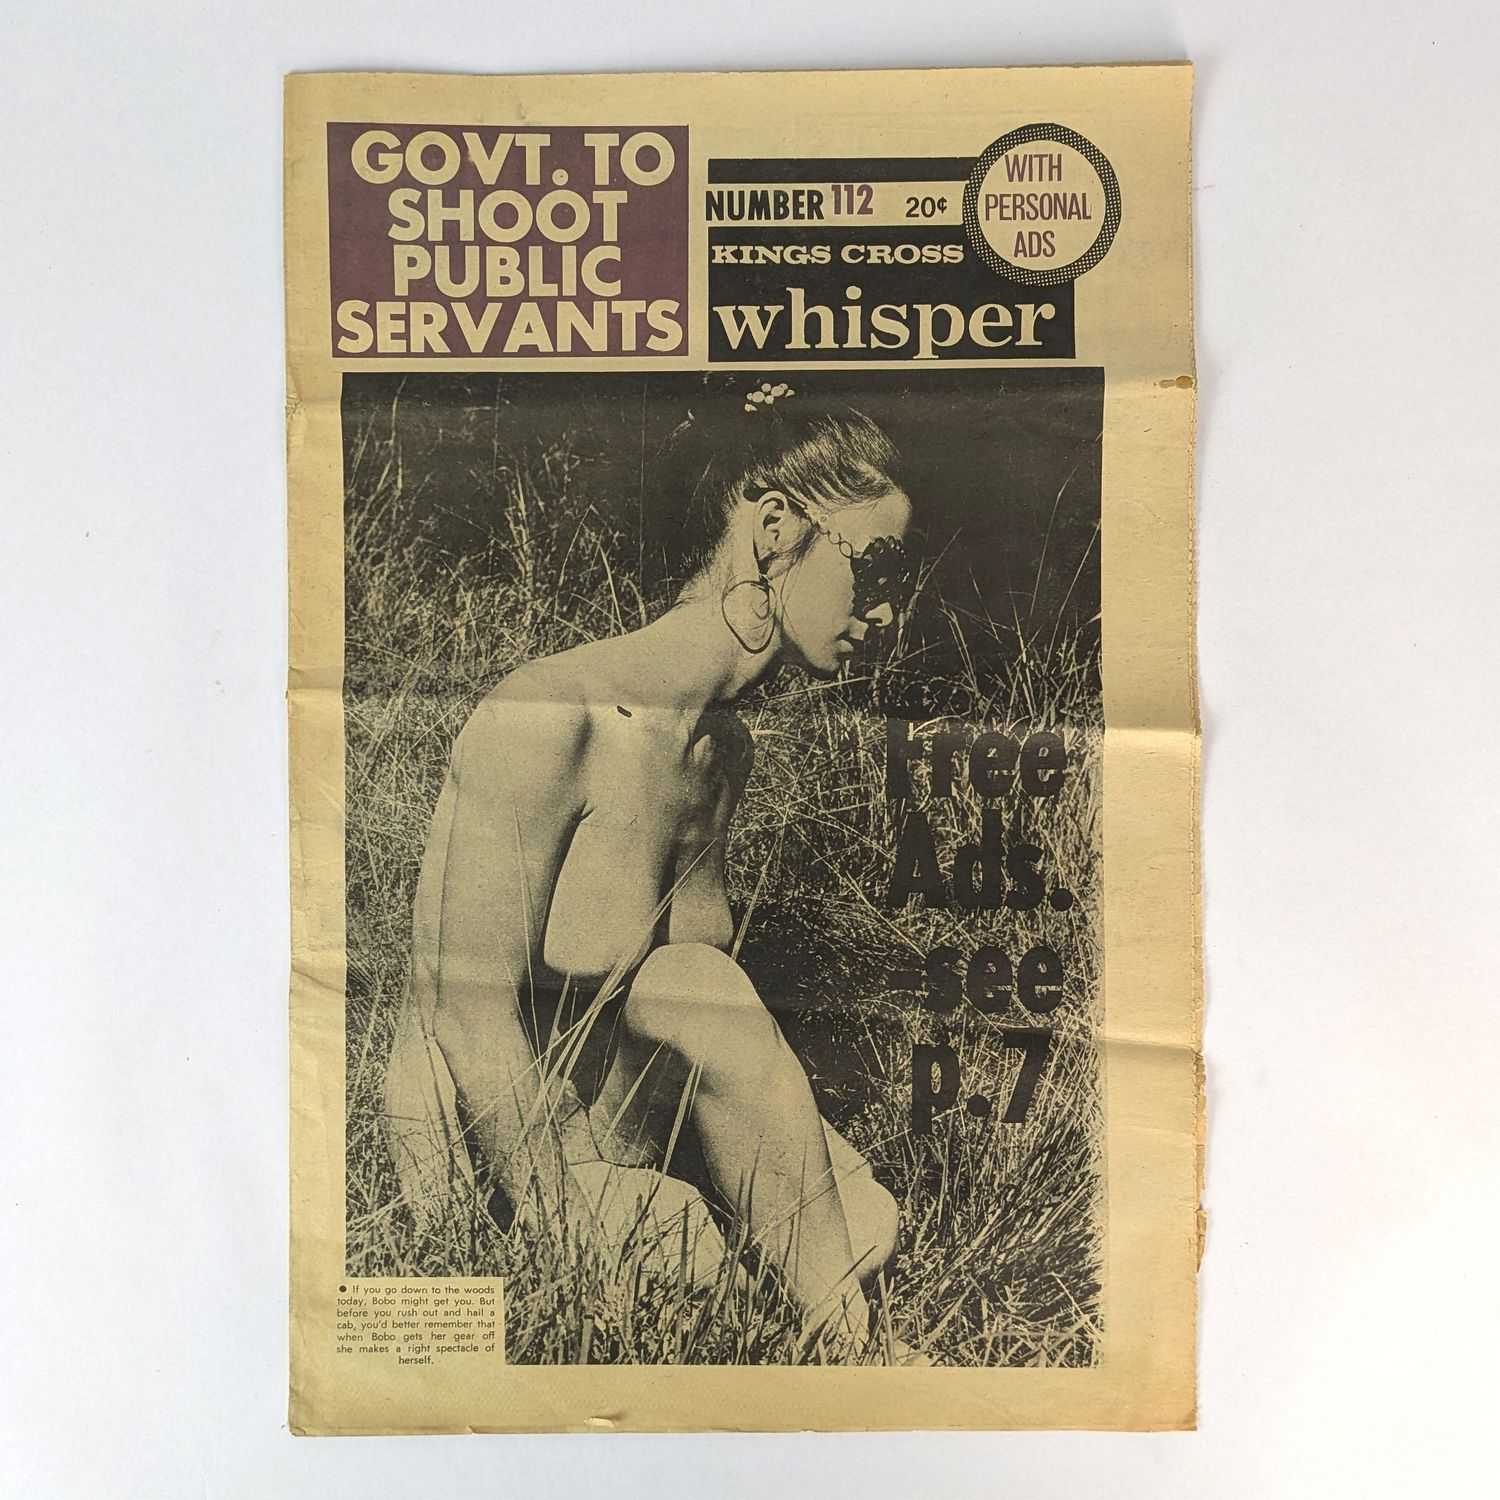 GOVT. TO
SHOOT
PUBLIC
SERVANTS
NUMBER 112 20¢
KINGS CROSS
whisper
WITH
PERSONAL
ADS
Free
Ads.
-see
p.7
● If you go down to the woods
today, Bobo might get you. But
before you rush out and hail a
cab, you'd better remember that
when Bobo gets her gear off
she makes a right spectacle of
herself.